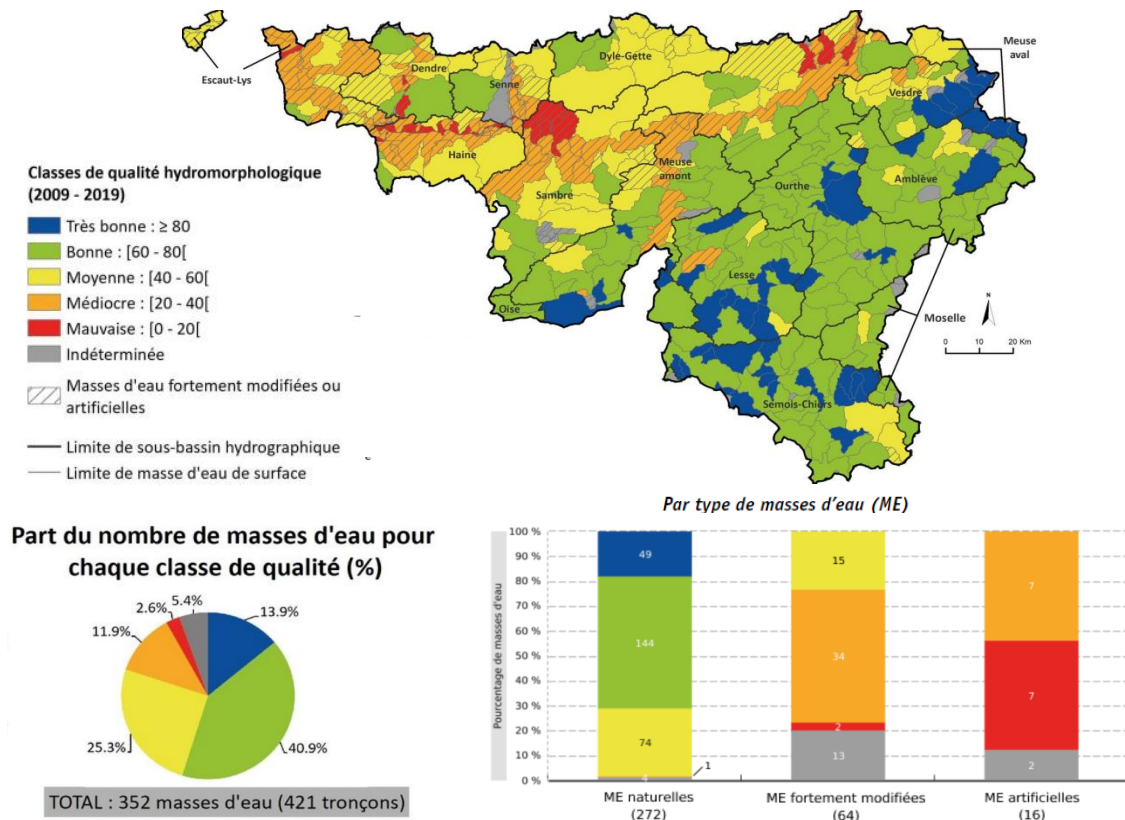 Escaut-Lys
Dendre
Senne
Dyle-Gette
Meuse
aval
Vesdre
Haine
Meuse
amont
Sambre
Ourthe
Amblève
Lesse
Oise
Moselle
Semois-Chiers
N
0 10 20 Km
Classes de qualité hydromorphologique
(2009 - 2019)
Très bonne : ≥ 80
Bonne : [60 - 80[
Moyenne : [40 - 60[
Médiocre : [20 - 40[
Mauvaise : [0 - 20[
Indéterminée
Masses d'eau fortement modifiées ou
artificielles
Limite de sous-bassin hydrographique
Limite de masse d'eau de surface
Part du nombre de masses d'eau pour
chaque classe de qualité (%)
5.4%
2.6%
13.9%
11.9%
25.3%
40.9%
TOTAL : 352 masses d'eau (421 tronçons)
Par type de masses d'eau (ME)
Pourcentage de masses d'eau
100 %
90 %
80 %
70 %
60 %
50 %
40 %
30 %
20 %
10 %
0 %
49
144
74
4
1
15
34
2
13
7
7
2
ME naturelles
(272)
ME fortement modifiées
(64)
ME artificielles
(16)